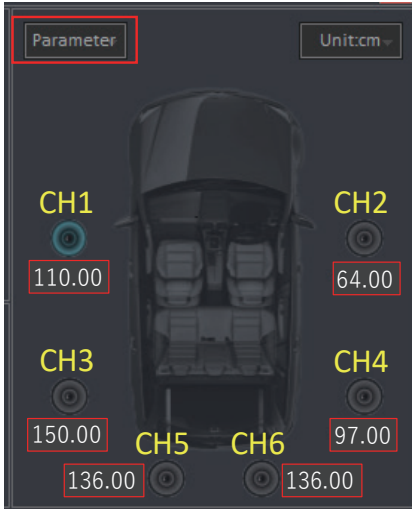 Parameter
Unit:cm
CH1
CH2
110.00
64.00
CH3
CH4
150.00
97.00
CH5
CH6
136.00
136.00